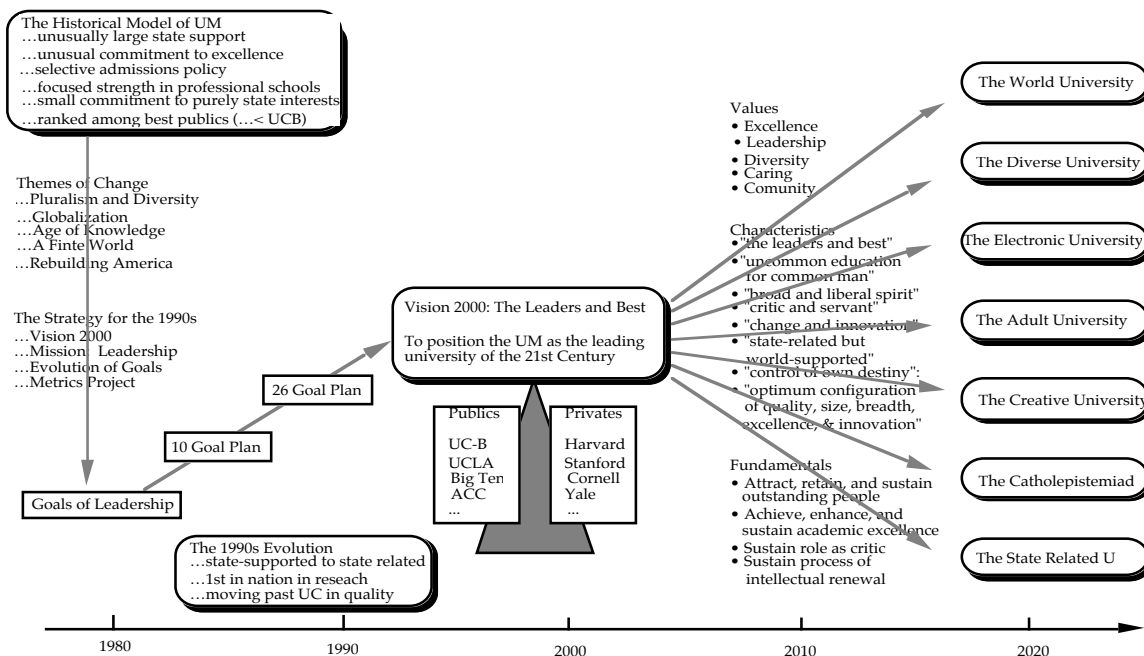 The Historical Model of UM
…unusually large state support
…unusual commitment to excellence
…selective admissions policy
…focused strength in professional schools
…small commitment to purely state interests
…ranked among best publics (…< UCB)
Themes of Change
…Pluralism and Diversity
…Globalization
…Age of Knowledge
…A Finte World
…Rebuilding America
The Strategy for the 1990s
…Vision 2000
…Mission: Leadership
…Evolution of Goals
…Metrics Project
Goals of Leadership
10 Goal Plan
26 Goal Plan
The 1990s Evolution
…state-supported to state related
…1st in nation in reseach
…moving past UC in quality
Vision 2000: The Leaders and Best
To position the UM as the leading
university of the 21st Century
Publics
UC-B
UCLA
Big Ten
ACC
...
Privates
Harvard
Stanford
Cornell
Yale
...
Values
• Excellence
• Leadership
• Diversity
• Caring
• Comunity
Characteristics
• "the leaders and best"
• "uncommon education
for common man"
• "broad and liberal spirit"
• "critic and servant"
• "change and innovation"
• "state-related but
world-supported"
• "control of own destiny":
• "optimum configuration
of quality, size, breadth,
excellence, & innovation"
Fundamentals
• Attract, retain, and sustain
outstanding people
• Achieve, enhance, and
sustain academic excellence
• Sustain role as critic
• Sustain process of
intellectual renewal
The World University
The Diverse University
The Electronic University
The Adult University
The Creative University
The Catholepistemiad
The State Related U
1980
1990
2000
2010
2020